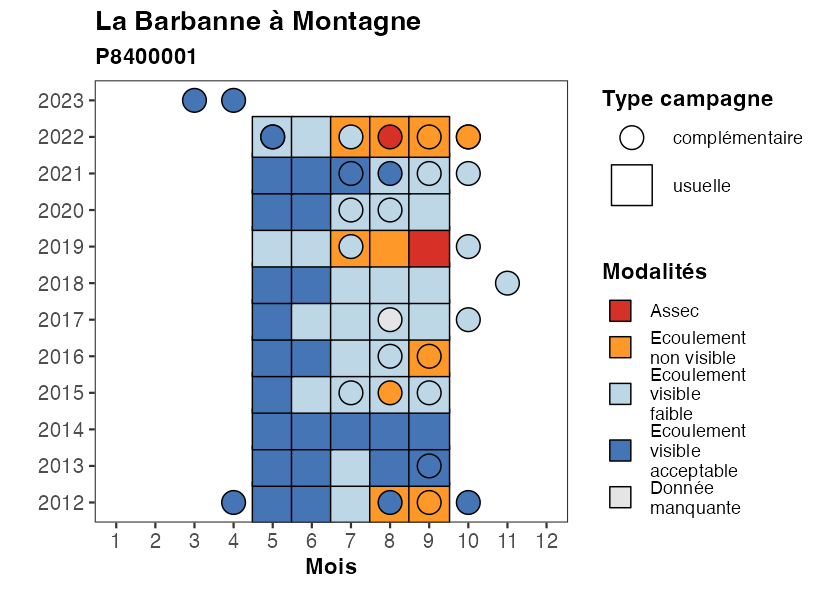 La Barbanne à Montagne
P8400001
2023
2022
2021
2020
2019
2018
2017
2016
2015
2014
2013
2012
1 2 3 4 5 6 7 8 9 10 11 12
Mois
Type campagne
complémentaire
usuelle
Modalités
Assec
Ecoulement
non visible
Ecoulement
visible
faible
Ecoulement
visible
acceptable
Donnée
manquante